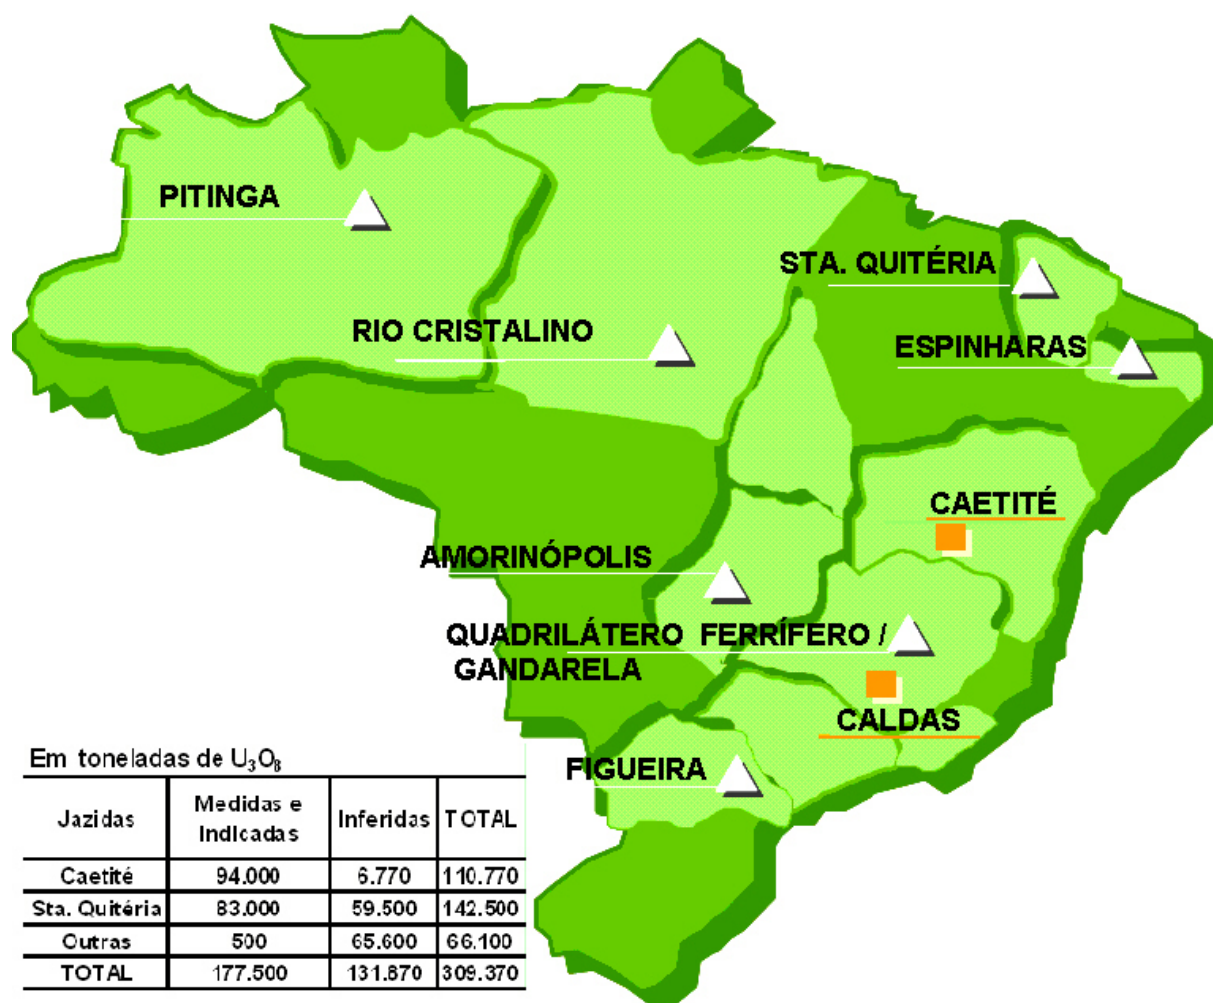 PITINGA
STA. QUITÉRIA
RIO CRISTALINO
ESPINHARAS
CAETITÉ
AMORINÓPOLIS
QUADRILÁTERO FERRÍFERO /
GANDARELA
CALDAS
FIGUEIRA
Em toneladas de U₃O₈
Jazidas Medidas e Indicadas Inferidas TOTAL
Caetité 94.000 6.770 110.770
Sta. Quitéria 83.000 59.500 142.500
Outras 500 65.600 66.100
TOTAL 177.500 131.870 309.370